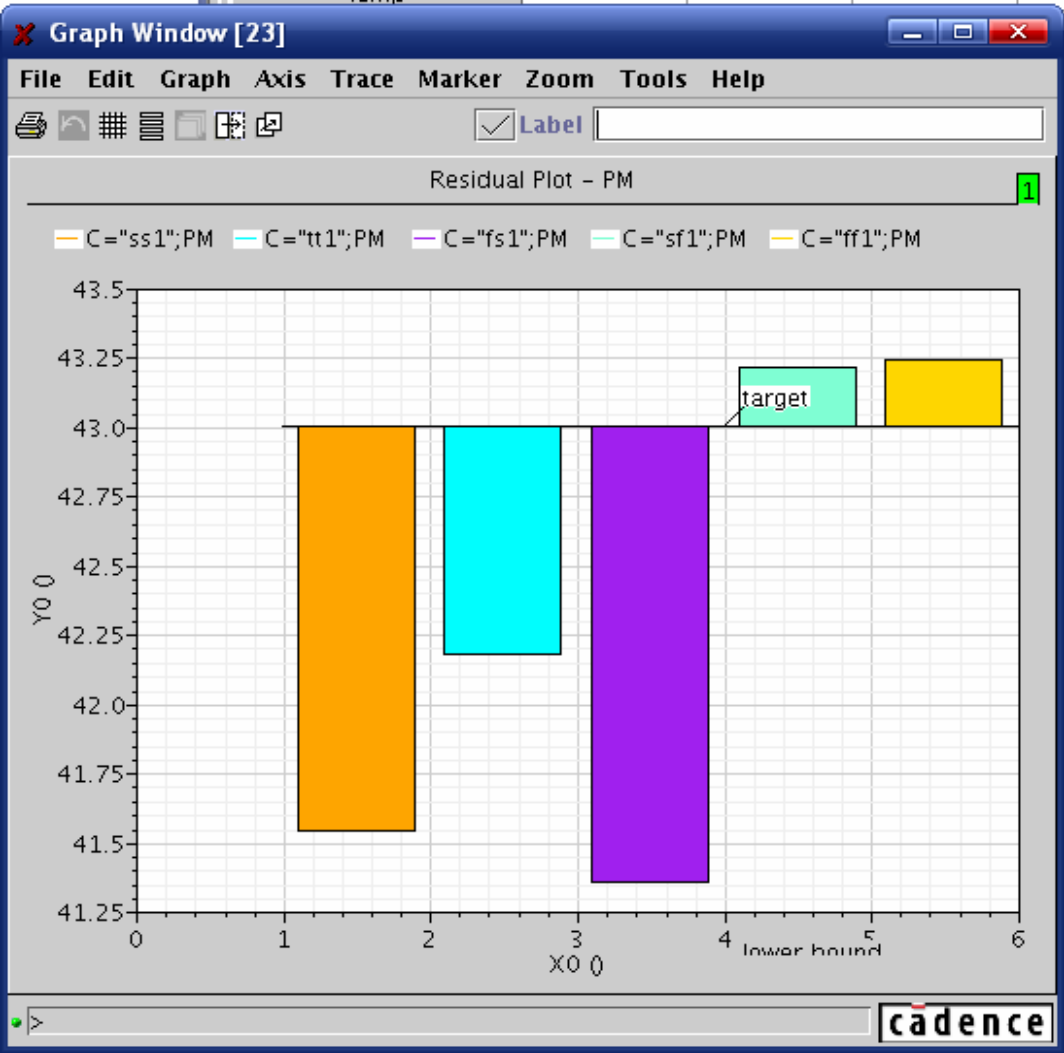 Graph Window [23]
File Edit Graph Axis Trace Marker Zoom Tools Help
Label
Residual Plot – PM
1
C="ss1";PM C="tt1";PM C="fs1";PM C="sf1";PM C="ff1";PM
43.5
43.25
target
43.0
42.75
42.5
Y0 ()
42.25
42.0
41.75
41.5
41.25
0 1 2 3 4 5 6
lower bound
X0 ()
>
cadence